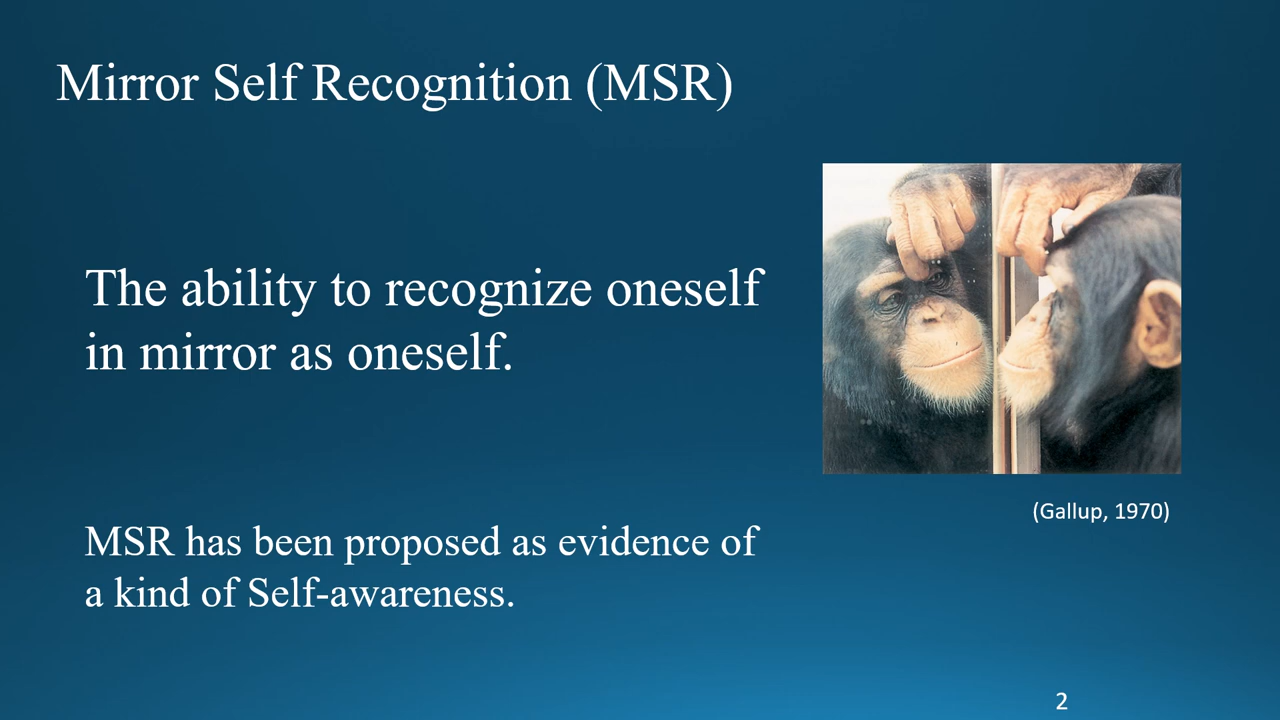 Mirror Self Recognition (MSR)
The ability to recognize oneself
in mirror as oneself.
(Gallup, 1970)
MSR has been proposed as evidence of
a kind of Self-awareness.
2